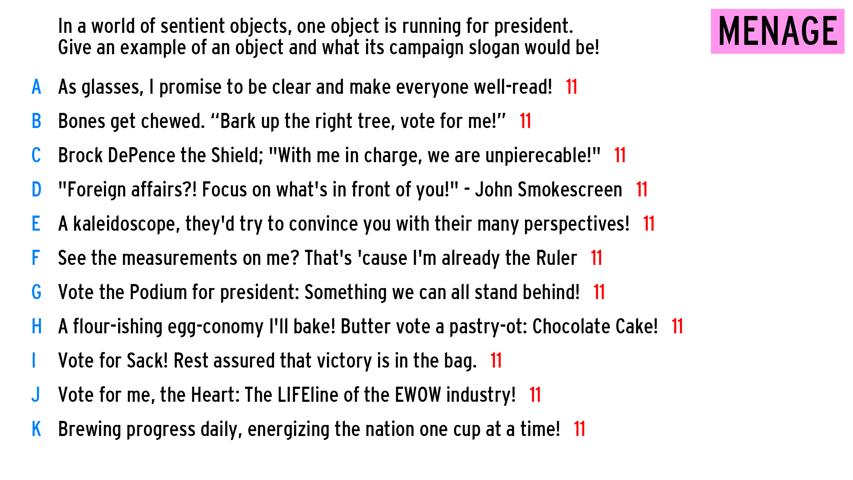 In a world of sentient objects, one object is running for president.
Give an example of an object and what its campaign slogan would be!
MENAGE
A As glasses, I promise to be clear and make everyone well-read! 11
B Bones get chewed. “Bark up the right tree, vote for me!” 11
C Brock DePence the Shield; "With me in charge, we are unpierecable!" 11
D "Foreign affairs?! Focus on what's in front of you!" - John Smokescreen 11
E A kaleidoscope, they'd try to convince you with their many perspectives! 11
F See the measurements on me? That's 'cause I'm already the Ruler 11
G Vote the Podium for president: Something we can all stand behind! 11
H A flour-ishing egg-conomy I'll bake! Butter vote a pastry-ot: Chocolate Cake! 11
I Vote for Sack! Rest assured that victory is in the bag. 11
J Vote for me, the Heart: The LIFEline of the EWOW industry! 11
K Brewing progress daily, energizing the nation one cup at a time! 11